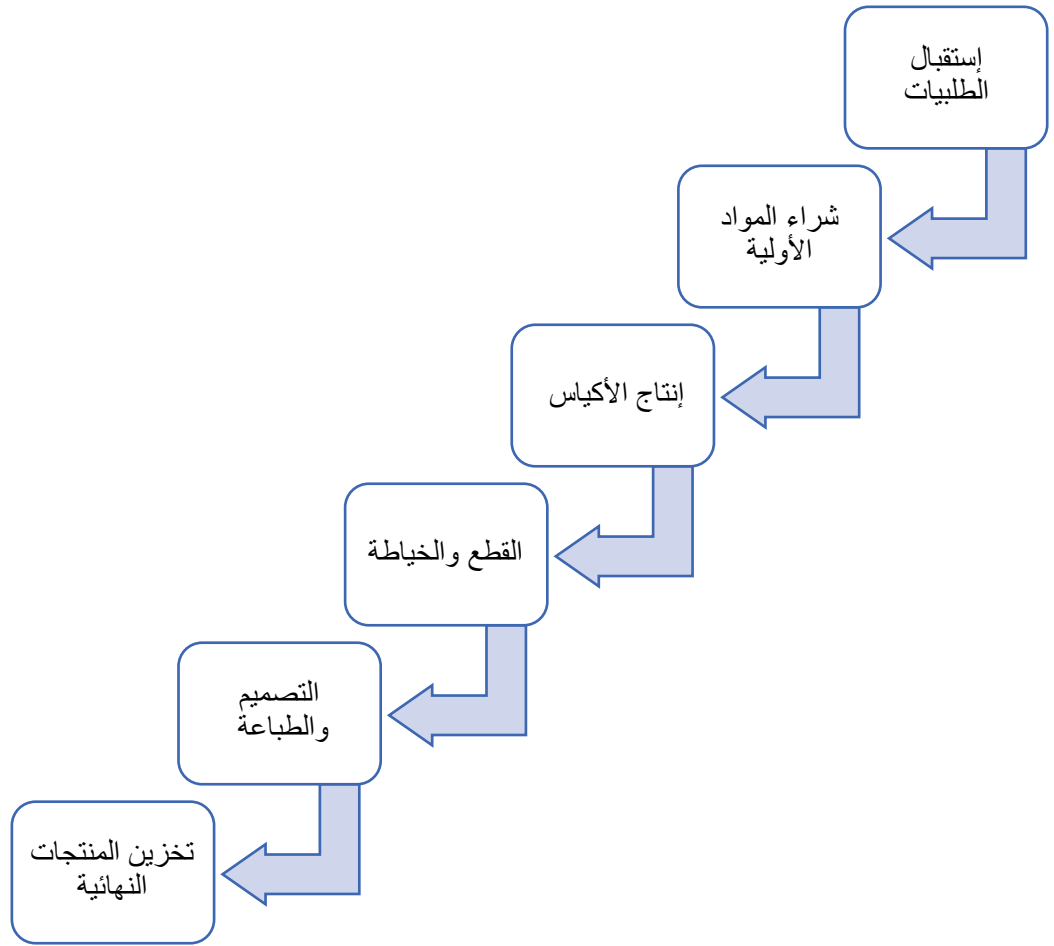 إستقبال
الطلبيات
شراء المواد
الأولية
إنتاج الأكياس
القطع والخياطة
التصميم
والطباعة
تخزين المنتجات
النهائية